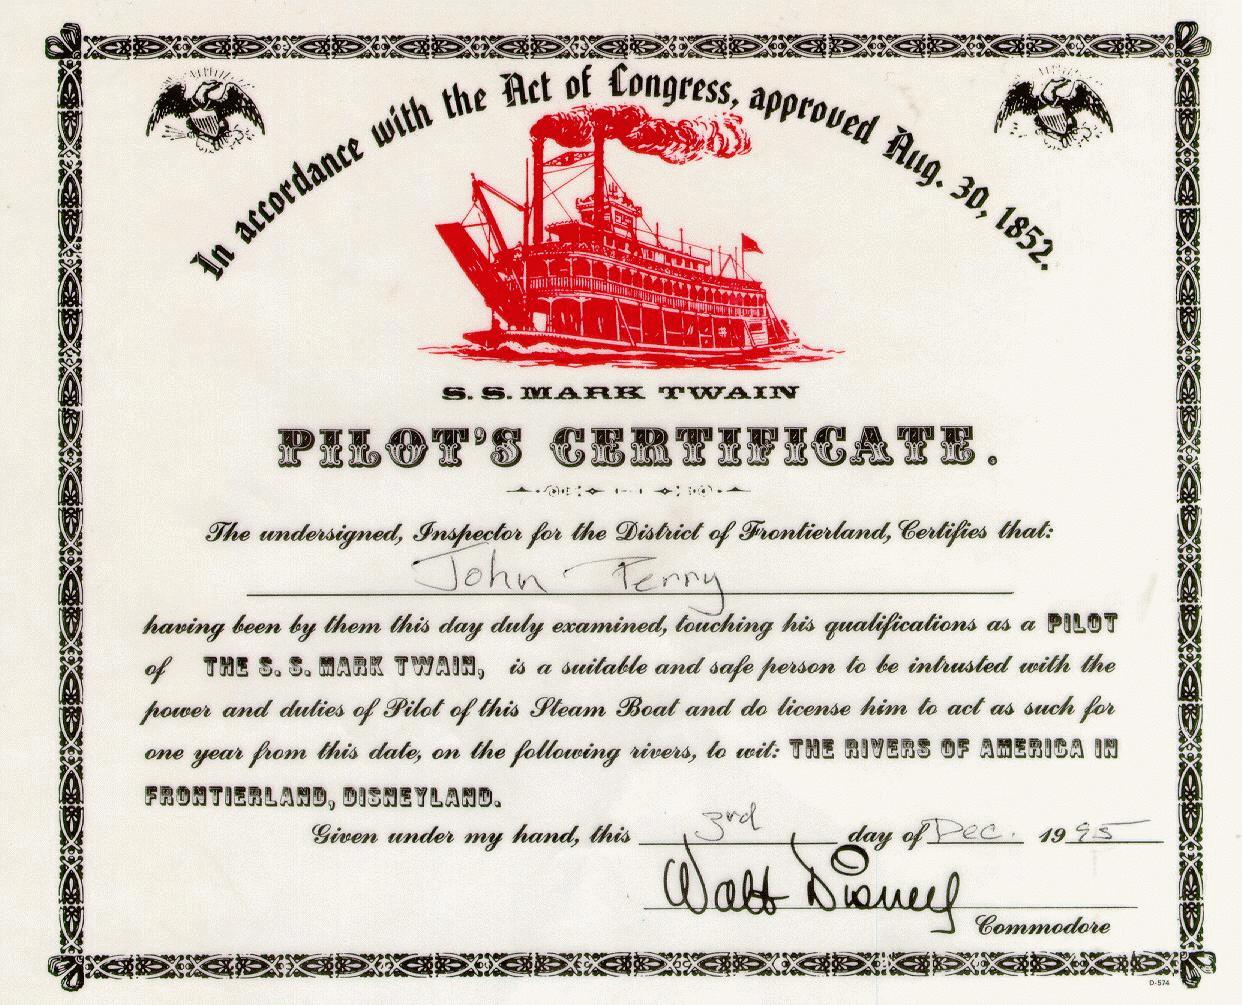 In accordance with the Act of Congress, approved Aug. 30, 1852.
S. S. MARK TWAIN
PILOT'S CERTIFICATE.
The undersigned, Inspector for the District of Frontierland, Certifies that:
John Penny
having been by them this day duly examined, touching his qualifications as a PILOT
of THE S. S. MARK TWAIN, is a suitable and safe person to be intrusted with the
power and duties of Pilot of this Steam Boat and do license him to act as such for
one year from this date, on the following rivers, to wit: THE RIVERS OF AMERICA IN
FRONTIERLAND, DISNEYLAND.
Given under my hand, this 3rd day of Dec. 1995
Walt Disney
Commodore
D-574